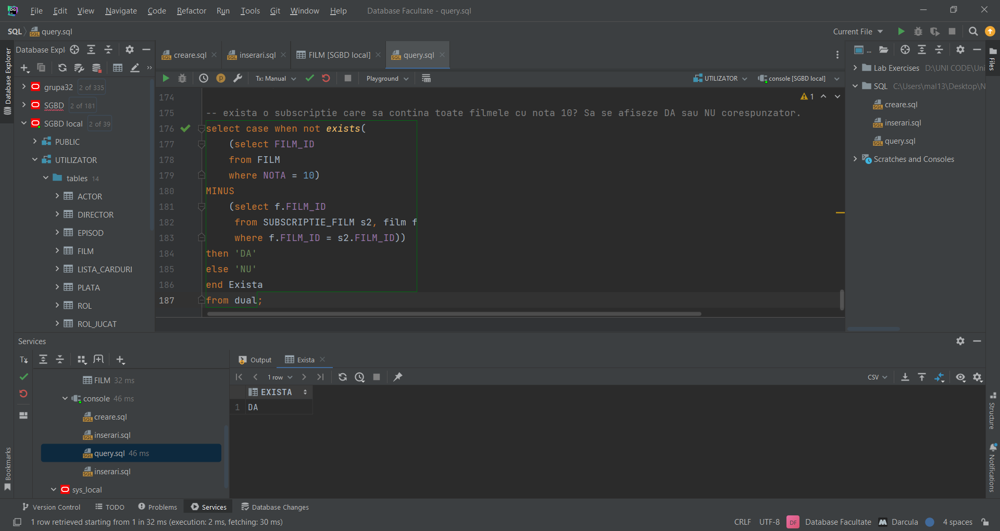 File Edit View Navigate Code Refactor Run Tools Git Window Help Database Facultate - query.sql
SQL query.sql
Current File
Database Expl
creare.sql
inserari.sql
FILM [SGBD local]
query.sql
Tx: Manual
Playground
UTILIZATOR
console [SGBD local]
Database Explorer
grupa32 2 of 335
SGBD 2 of 181
SGBD local 2 of 39
PUBLIC
UTILIZATOR
tables 14
ACTOR
DIRECTOR
EPISOD
FILM
LISTA_CARDURI
PLATA
ROL
ROL_JUCAT
1
174
175 -- exista o subscriptie care sa contina toate filmele cu nota 10? Sa se afiseze DA sau NU corespunzator.
176 select case when not exists(
177 (select FILM_ID
178 from FILM
179 where NOTA = 10)
180 MINUS
181 (select f.FILM_ID
182 from SUBSCRIPTIE_FILM s2, film f
183 where f.FILM_ID = s2.FILM_ID))
184 then 'DA'
185 else 'NU'
186 end Exista
187 from dual;
...
Lab Exercises D:\UNI CODE\Uni
SQL C:\Users\mal13\Desktop\N
creare.sql
inserari.sql
query.sql
Scratches and Consoles
Files
Services
Tx
FILM 32 ms
console 46 ms
creare.sql
inserari.sql
query.sql 46 ms
inserari.sql
sys_local
Output
Exista
1 row
CSV
EXISTA
1 DA
Structure
Notifications
Bookmarks
Version Control TODO Problems Services Database Changes
1 row retrieved starting from 1 in 32 ms (execution: 2 ms, fetching: 30 ms)
CRLF UTF-8 DF Database Facultate Darcula 4 spaces